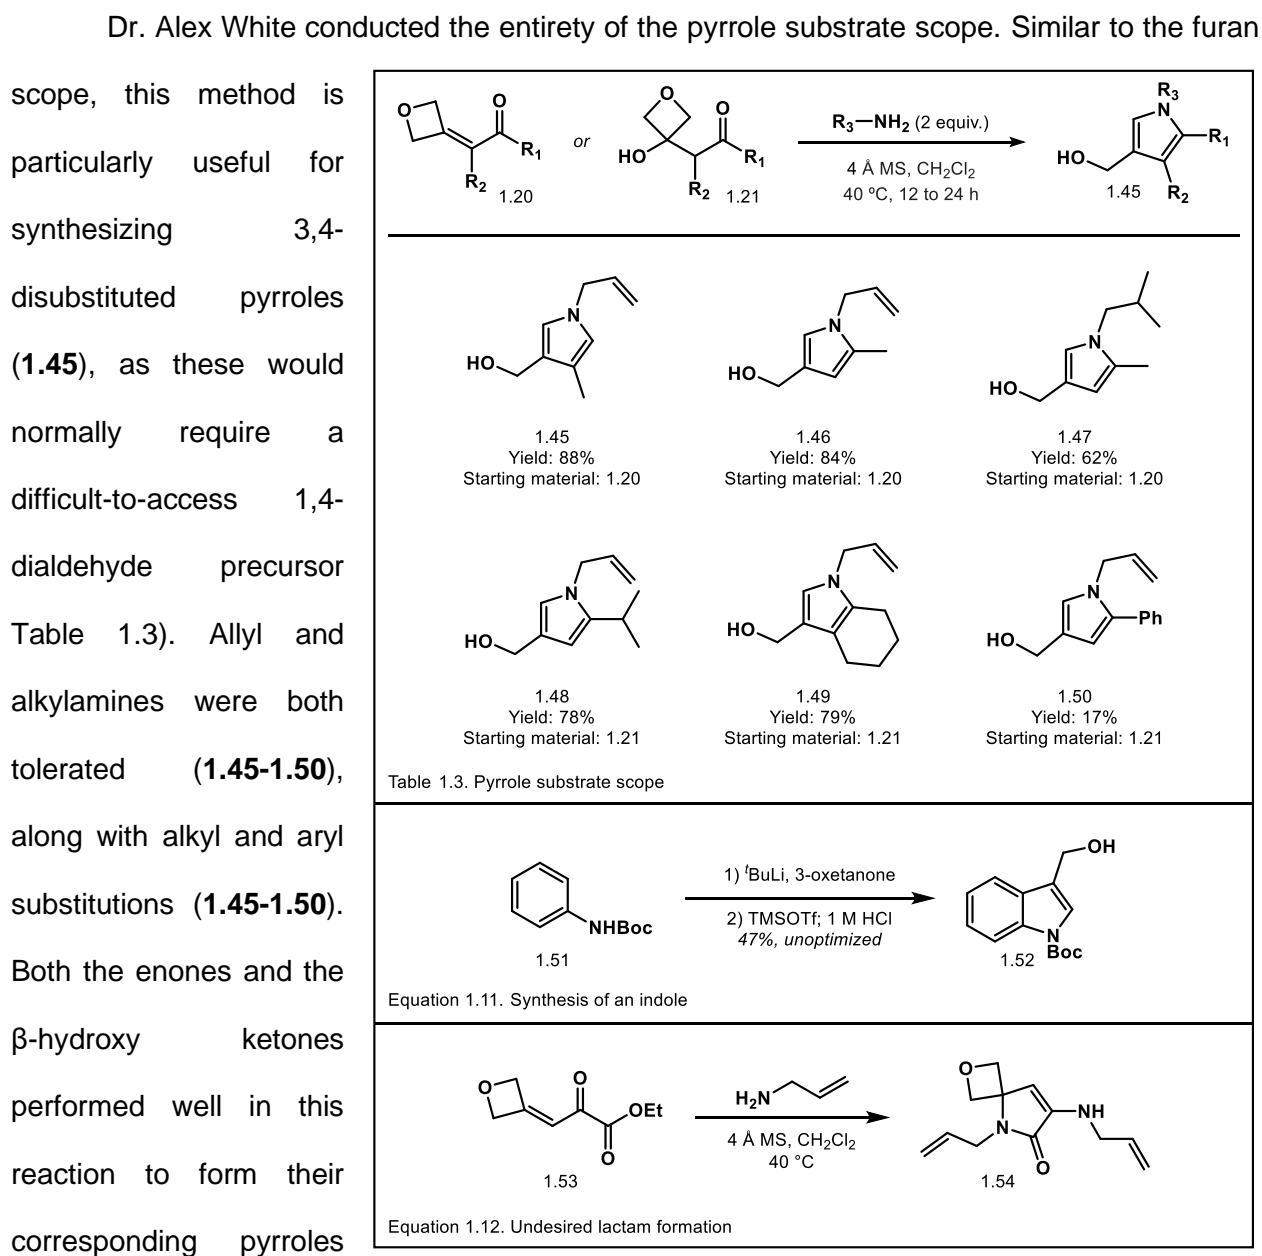 Dr. Alex White conducted the entirety of the pyrrole substrate scope. Similar to the furan
scope, this method is
particularly useful for
synthesizing 3,4-
disubstituted pyrroles
(1.45), as these would
normally require a
difficult-to-access 1,4-
dialdehyde precursor
Table 1.3). Allyl and
alkylamines were both
tolerated (1.45-1.50),
along with alkyl and aryl
substitutions (1.45-1.50).
Both the enones and the
β-hydroxy ketones
performed well in this
reaction to form their
corresponding pyrroles
O
O
R1
R2
1.20
or
O
HO
O
R1
R2
1.21
R3—NH2 (2 equiv.)
4 Å MS, CH2Cl2
40 ºC, 12 to 24 h
R3
N
R1
HO
R2
1.45
N
HO
1.45
Yield: 88%
Starting material: 1.20
N
HO
1.46
Yield: 84%
Starting material: 1.20
N
HO
1.47
Yield: 62%
Starting material: 1.20
N
HO
1.48
Yield: 78%
Starting material: 1.21
N
HO
1.49
Yield: 79%
Starting material: 1.21
N
Ph
HO
1.50
Yield: 17%
Starting material: 1.21
Table 1.3. Pyrrole substrate scope
NHBoc
1.51
1) tBuLi, 3-oxetanone
2) TMSOTf; 1 M HCl
47%, unoptimized
OH
N
Boc
1.52
Equation 1.11. Synthesis of an indole
O
O
OEt
O
1.53
H2N
4 Å MS, CH2Cl2
40 °C
O
NH
N
O
1.54
Equation 1.12. Undesired lactam formation